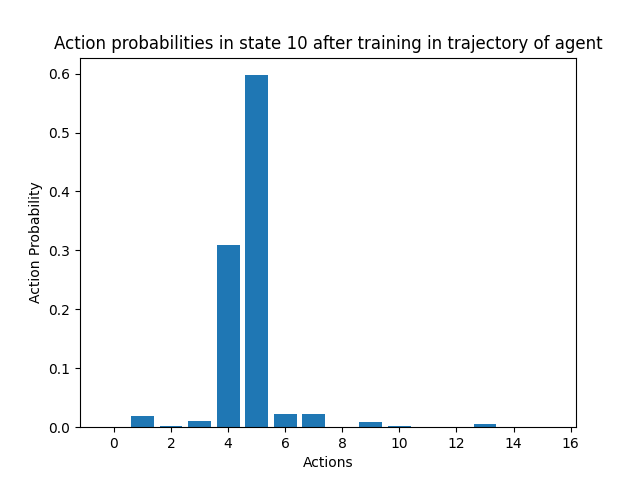 Action probabilities in state 10 after training in trajectory of agent
0.6
0.5
0.4
0.3
0.2
0.1
0.0
Action Probability
0 2 4 6 8 10 12 14 16
Actions